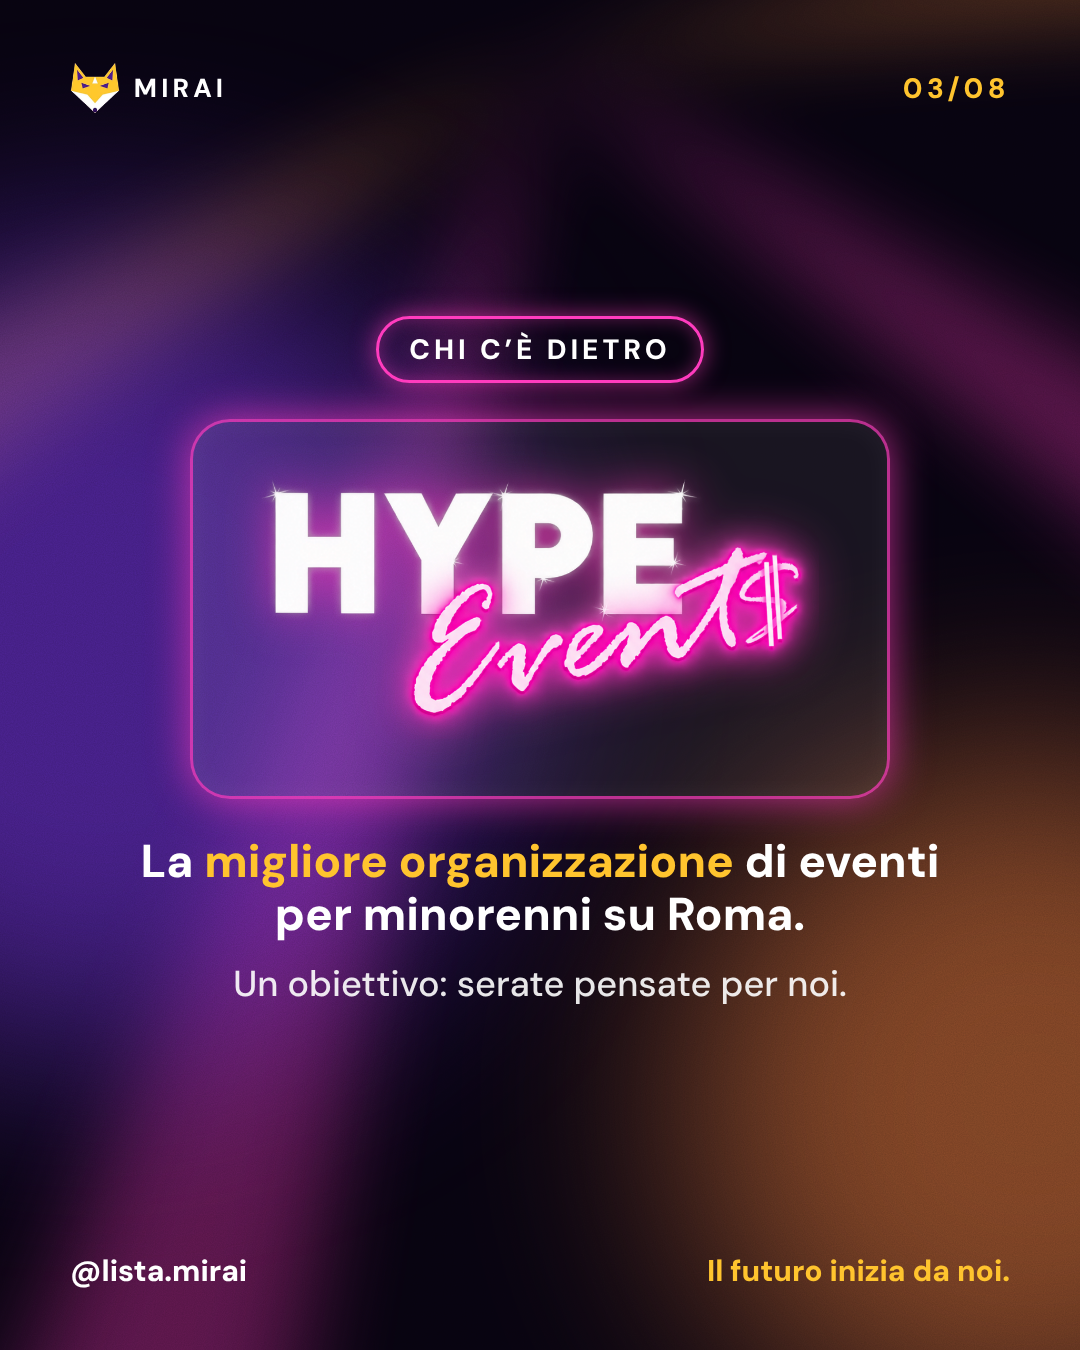 MIRAI
03/08
CHI C’È DIETRO
HYPE
Event$
La migliore organizzazione di eventi
per minorenni su Roma.
Un obiettivo: serate pensate per noi.
@lista.mirai
Il futuro inizia da noi.